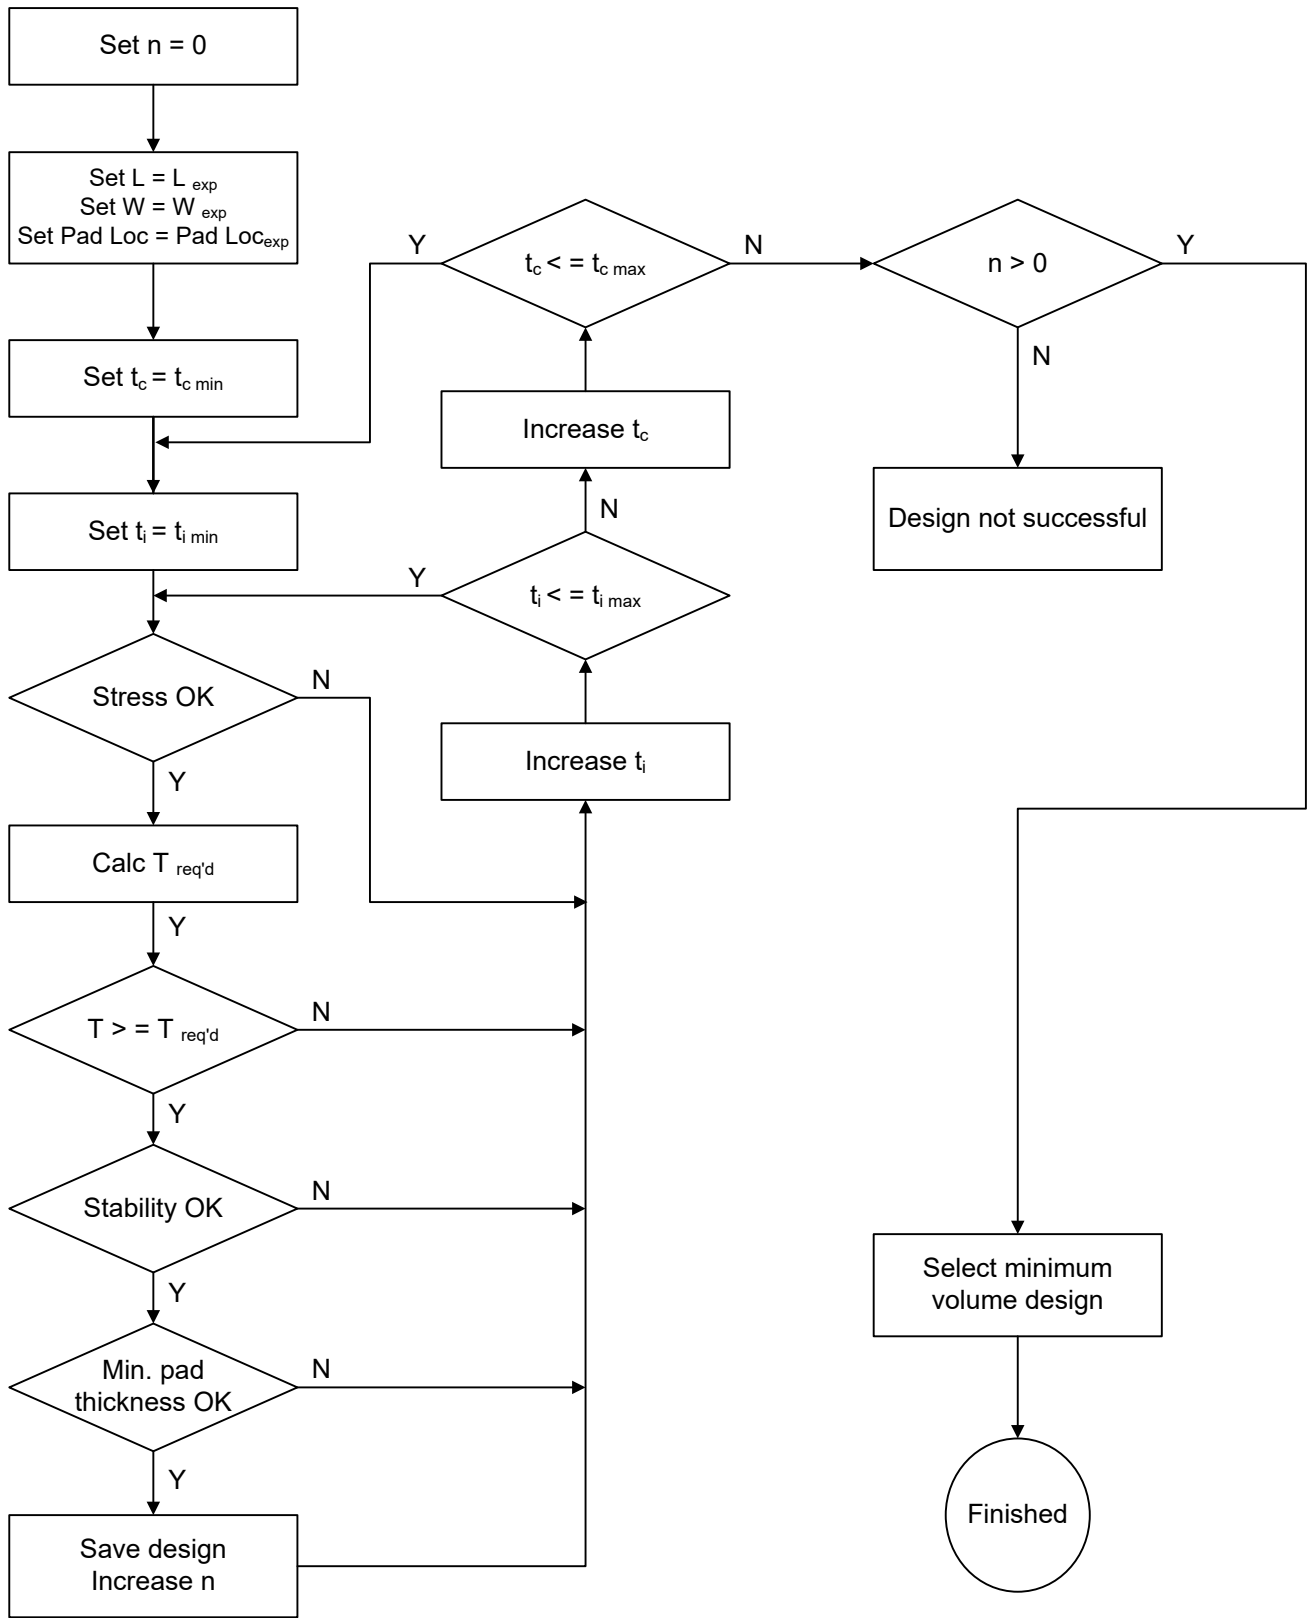 Set n = 0
Set L = L exp
Set W = W exp
Set Pad Loc = Pad Locexp
Set tc = tc min
Set ti = ti min
Y
tc < = tc max
N
n > 0
Y
N
Increase tc
N
Design not successful
Y
ti < = ti max
Stress OK
N
Increase ti
Y
Calc T req'd
Y
T > = T req'd
N
Y
Stability OK
N
Y
Select minimum
volume design
Min. pad
thickness OK
N
Y
Save design
Increase n
Finished